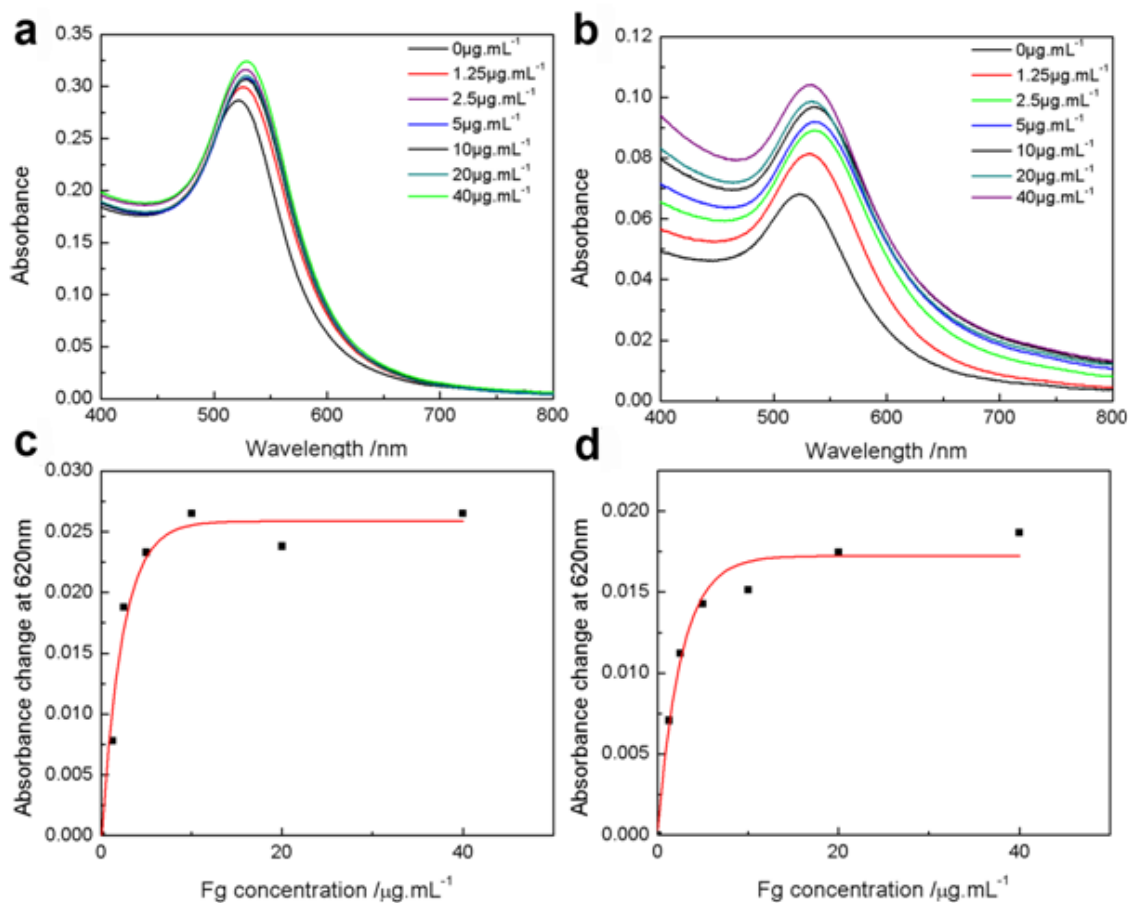 a
Absorbance
0.35
0.30
0.25
0.20
0.15
0.10
0.05
0.00
0µg.mL⁻¹
1.25µg.mL⁻¹
2.5µg.mL⁻¹
5µg.mL⁻¹
10µg.mL⁻¹
20µg.mL⁻¹
40µg.mL⁻¹
400 500 600 700 800
Wavelength /nm
b
Absorbance
0.12
0.10
0.08
0.06
0.04
0.02
0.00
0µg.mL⁻¹
1.25µg.mL⁻¹
2.5µg.mL⁻¹
5µg.mL⁻¹
10µg.mL⁻¹
20µg.mL⁻¹
40µg.mL⁻¹
400 500 600 700 800
Wavelength /nm
c
Absorbance change at 620nm
0.030
0.025
0.020
0.015
0.010
0.005
0.000
0 20 40
Fg concentration /µg.mL⁻¹
d
Absorbance change at 620nm
0.020
0.015
0.010
0.005
0.000
0 20 40
Fg concentration /µg.mL⁻¹